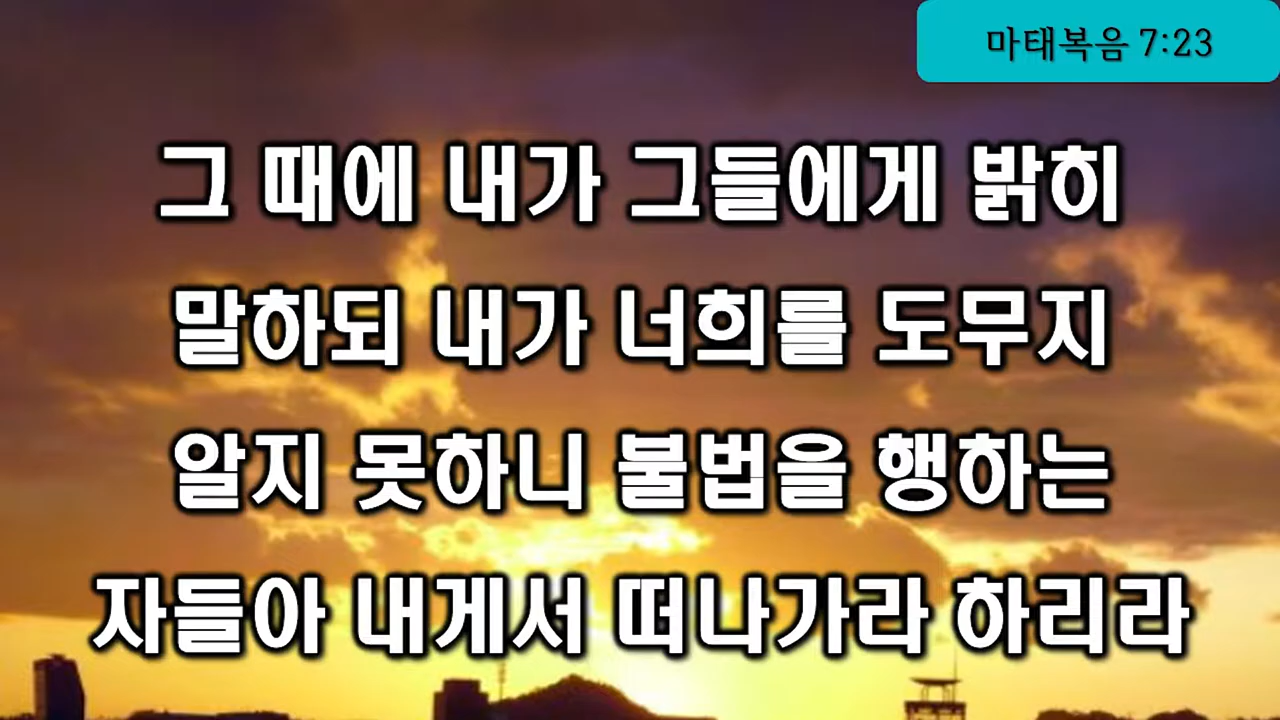 마태복음 7:23
그 때에 내가 그들에게 밝히
말하되 내가 너희를 도무지
알지 못하니 불법을 행하는
자들아 내게서 떠나가라 하리라